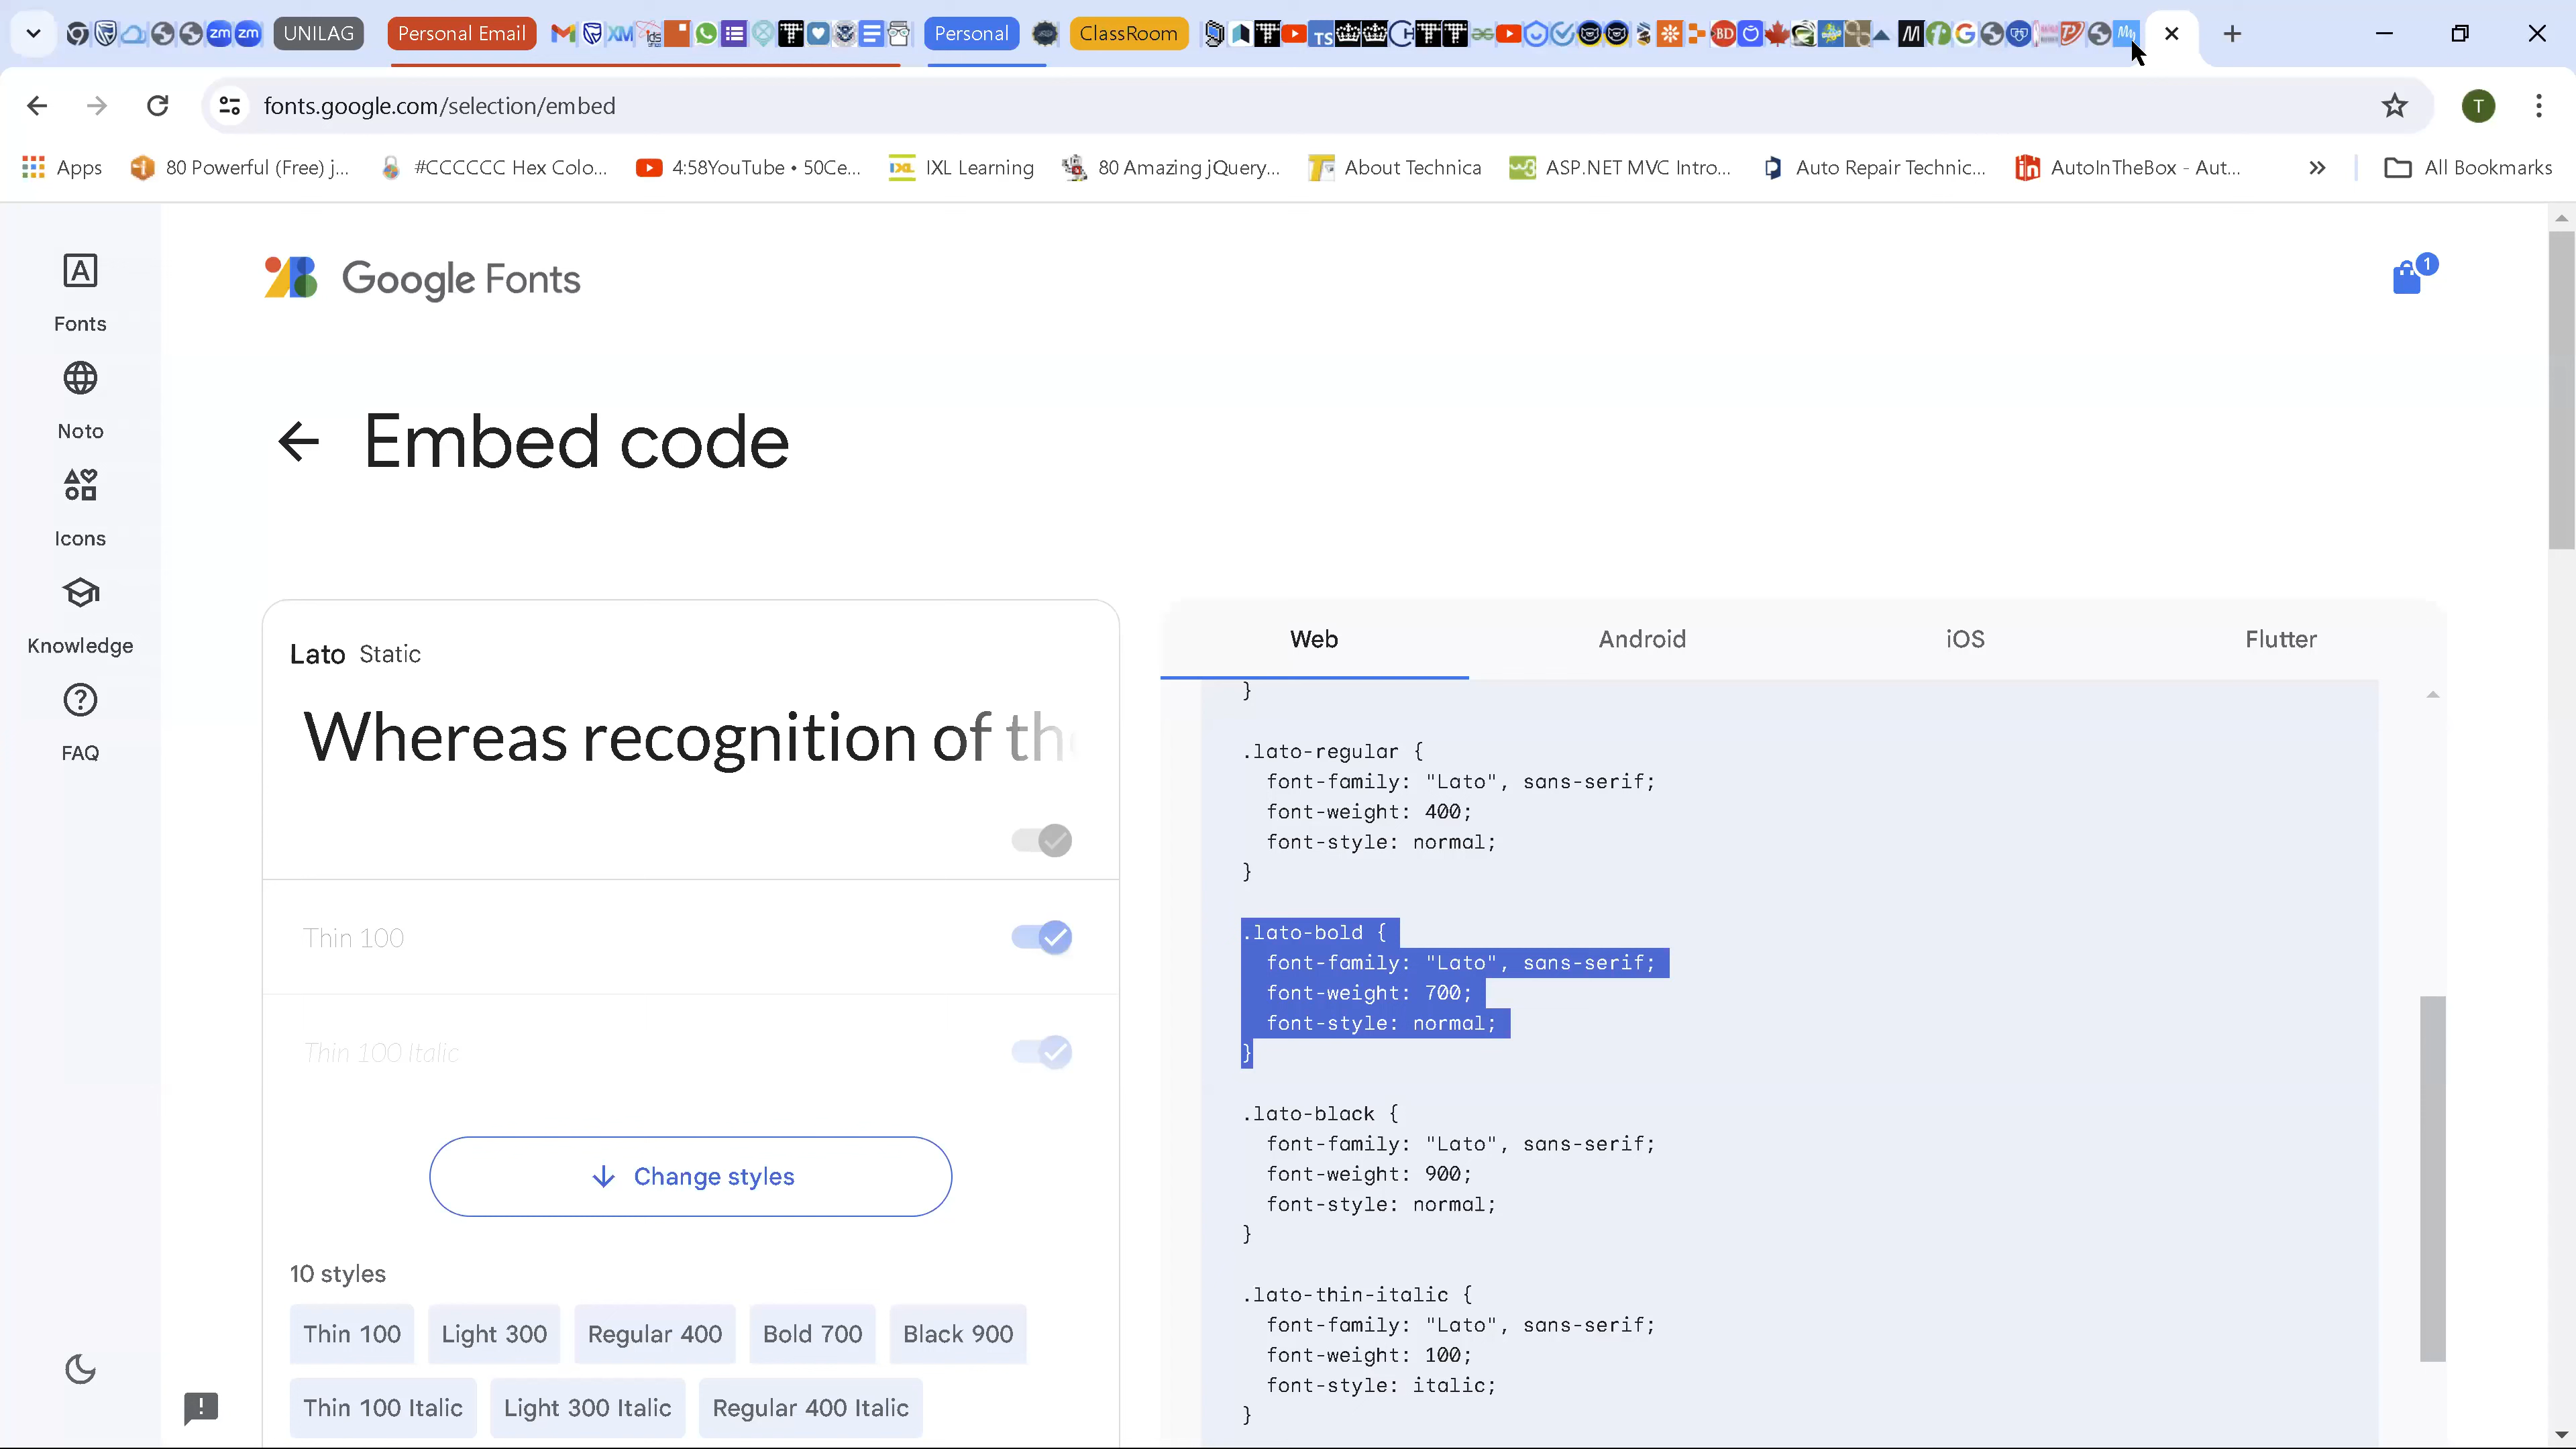 UNILAG
Personal Email
Personal
ClassRoom
fonts.google.com/selection/embed
T
Apps
80 Powerful (Free) j...
#CCCCCC Hex Colo...
4:58YouTube • 50Ce...
IXL Learning
80 Amazing jQuery...
About Technica
ASP.NET MVC Intro...
Auto Repair Technic...
AutoInTheBox - Aut...
All Bookmarks
Fonts
Noto
Icons
Knowledge
FAQ
Google Fonts
1
Embed code
Lato Static
Whereas recognition of th
Thin 100
Thin 100 Italic
Change styles
10 styles
Thin 100
Light 300
Regular 400
Bold 700
Black 900
Thin 100 Italic
Light 300 Italic
Regular 400 Italic
Web
Android
iOS
Flutter
}
.lato-regular {
font-family: "Lato", sans-serif;
font-weight: 400;
font-style: normal;
}
.lato-bold {
font-family: "Lato", sans-serif;
font-weight: 700;
font-style: normal;
}
.lato-black {
font-family: "Lato", sans-serif;
font-weight: 900;
font-style: normal;
}
.lato-thin-italic {
font-family: "Lato", sans-serif;
font-weight: 100;
font-style: italic;
}